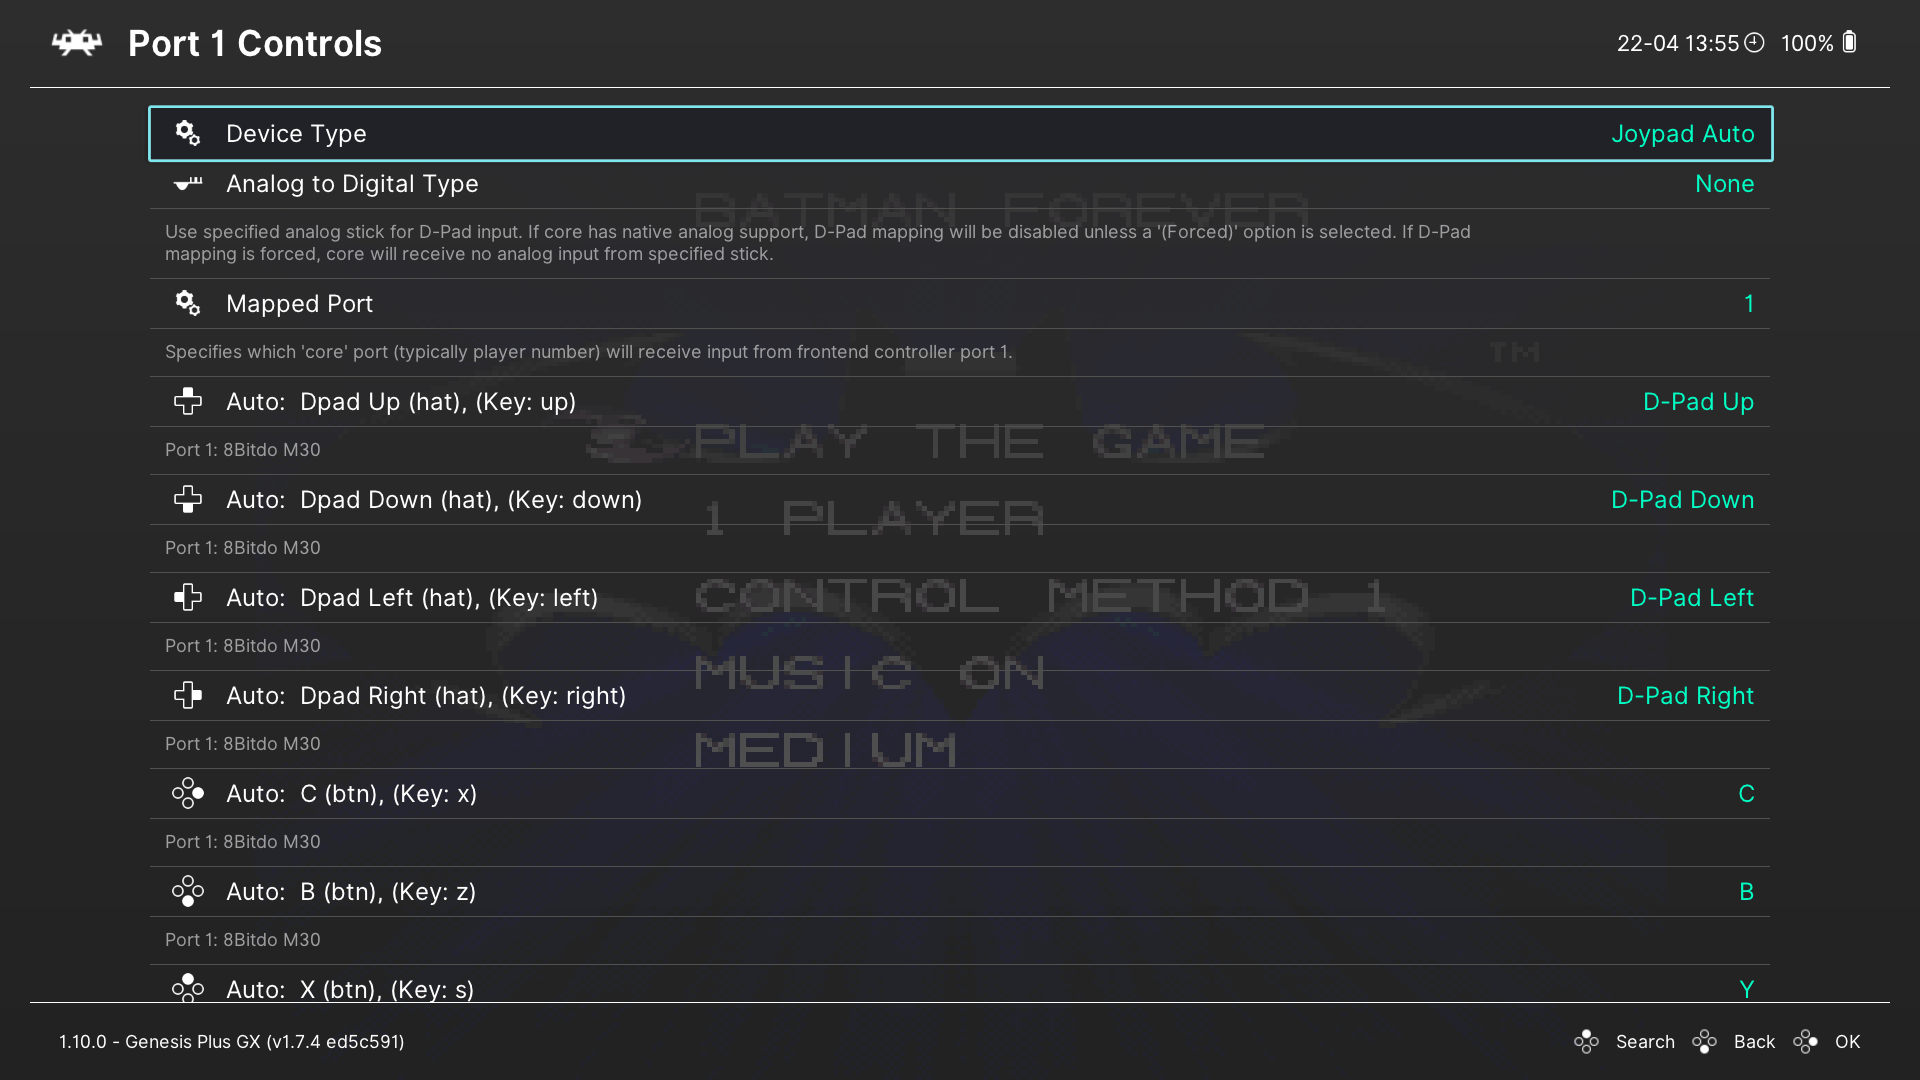 Port 1 Controls
22-04 13:55 100%
Device Type Joypad Auto
Analog to Digital Type None
BATMAN FOREVER
Use specified analog stick for D-Pad input. If core has native analog support, D-Pad mapping will be disabled unless a '(Forced)' option is selected. If D-Pad
mapping is forced, core will receive no analog input from specified stick.
Mapped Port 1
Specifies which 'core' port (typically player number) will receive input from frontend controller port 1.
TM
Auto: Dpad Up (hat), (Key: up) D-Pad Up
PLAY THE GAME
Port 1: 8Bitdo M30
Auto: Dpad Down (hat), (Key: down) D-Pad Down
1 PLAYER
Port 1: 8Bitdo M30
Auto: Dpad Left (hat), (Key: left) D-Pad Left
CONTROL METHOD 1
Port 1: 8Bitdo M30
MUSIC ON
Auto: Dpad Right (hat), (Key: right) D-Pad Right
Port 1: 8Bitdo M30
MEDIUM
Auto: C (btn), (Key: x) C
Port 1: 8Bitdo M30
Auto: B (btn), (Key: z) B
Port 1: 8Bitdo M30
Auto: X (btn), (Key: s) Y
1.10.0 - Genesis Plus GX (v1.7.4 ed5c591) Search Back OK